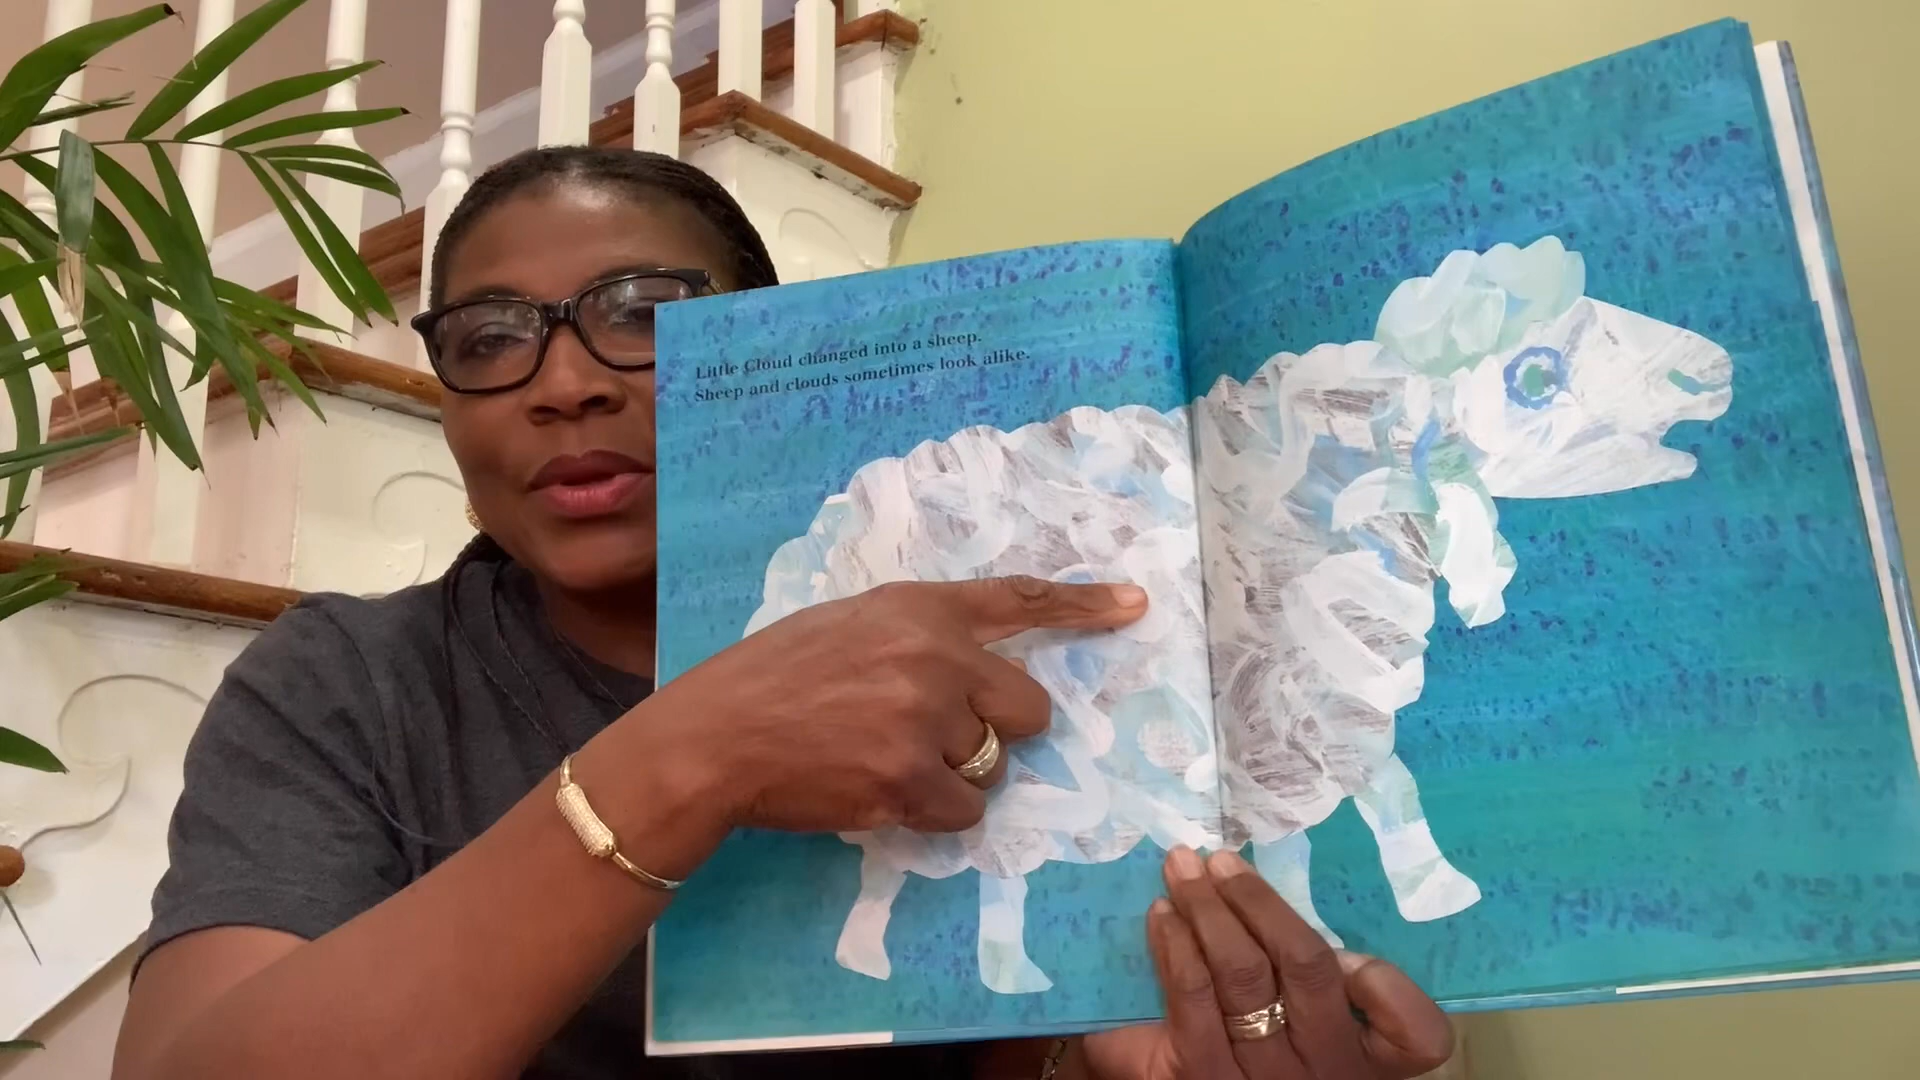 Little Cloud changed into a sheep.
Sheep and clouds sometimes look alike.